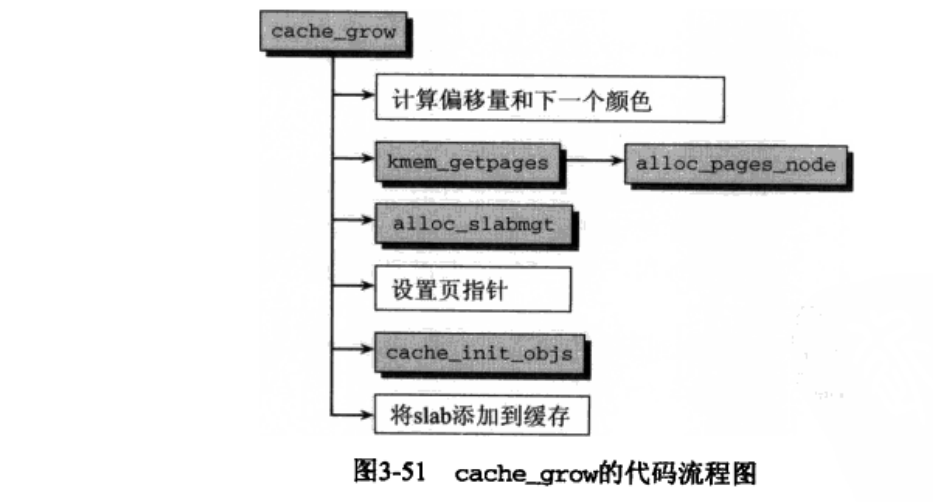 cache_grow
计算偏移量和下一个颜色
kmem_getpages
alloc_pages_node
alloc_slabmgt
设置页指针
cache_init_objs
将slab添加到缓存
图3-51 cache_grow的代码流程图